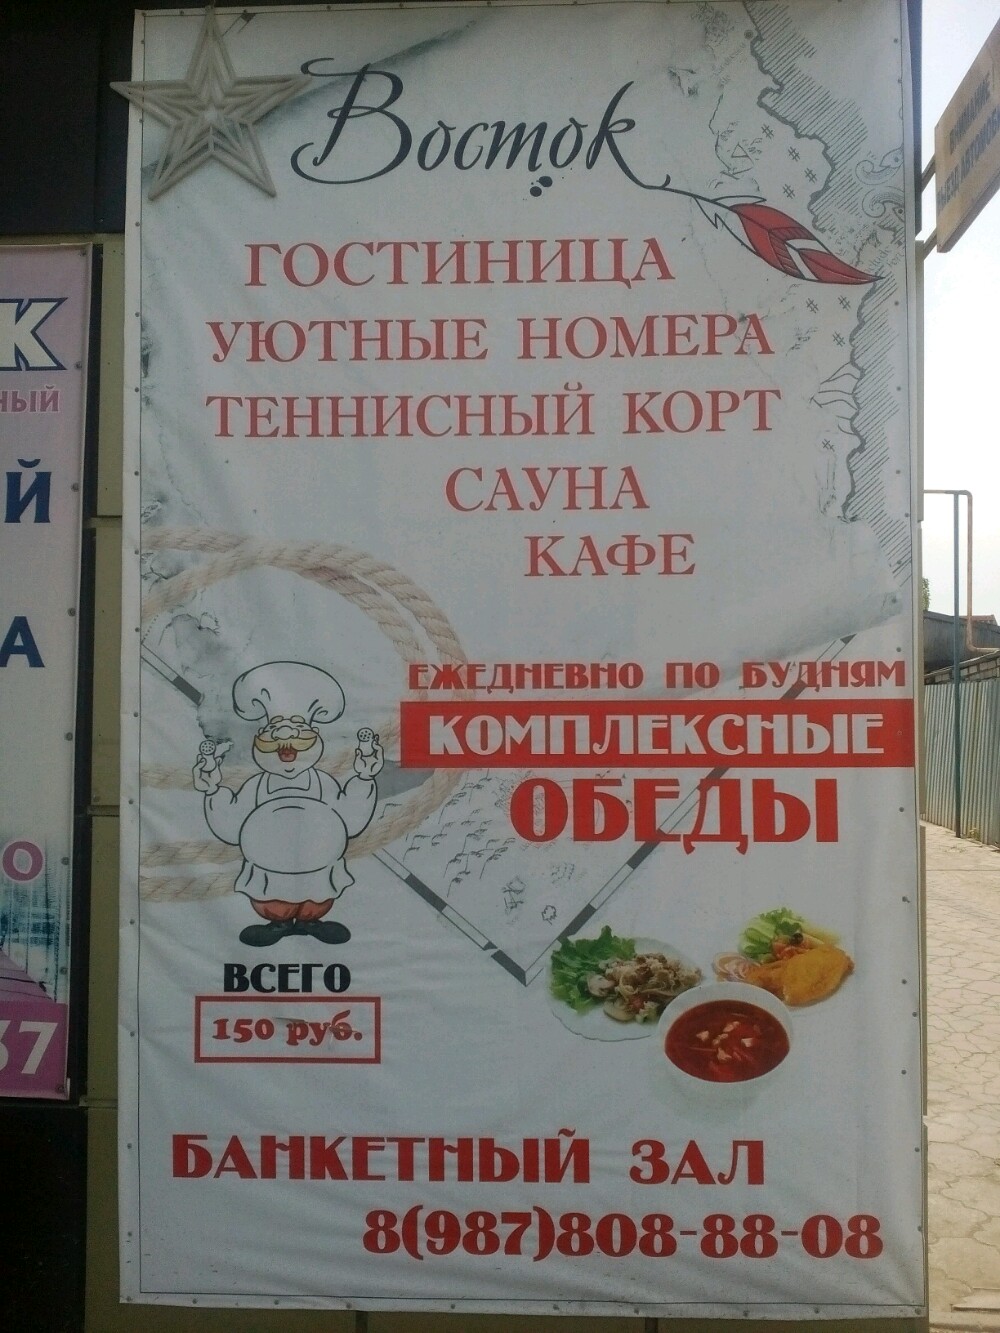 Восток
ГОСТИНИЦА
УЮТНЫЕ НОМЕРА
ТЕННИСНЫЙ КОРТ
САУНА
КАФЕ
ЕЖЕДНЕВНО ПО БУДНЯМ
КОМПЛЕКСНЫЕ
ОБЕДЫ
ВСЕГО
150 руб.
БАНКЕТНЫЙ ЗАЛ
8(987)808-88-08
ВНИМАНИЕ